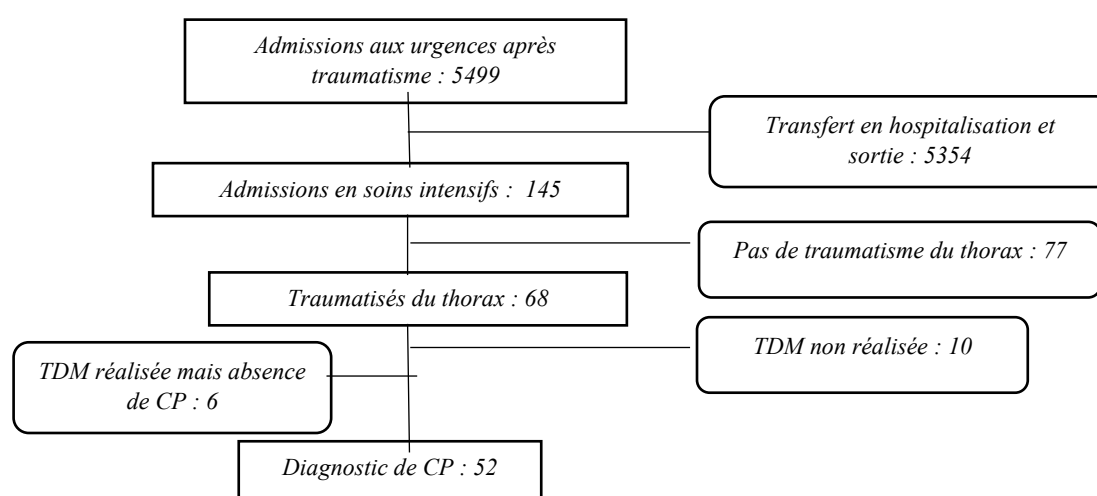 Admissions aux urgences après
traumatisme : 5499
Transfert en hospitalisation et
sortie : 5354
Admissions en soins intensifs :  145
Pas de traumatisme du thorax : 77
Traumatisés du thorax : 68
TDM non réalisée : 10
TDM réalisée mais absence
de CP : 6
Diagnostic de CP : 52